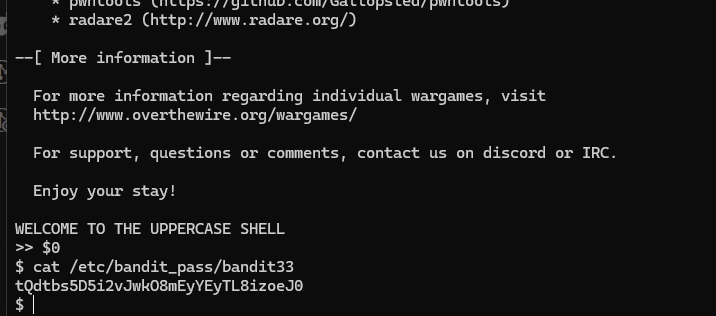 * pwntools (https://github.com/Gallopsled/pwntools)
* radare2 (http://www.radare.org/)
--[ More information ]--
For more information regarding individual wargames, visit
http://www.overthewire.org/wargames/
For support, questions or comments, contact us on discord or IRC.
Enjoy your stay!
WELCOME TO THE UPPERCASE SHELL
>> $0
$ cat /etc/bandit_pass/bandit33
tQdtbs5D5i2vJwkO8mEyYEyTL8izoeJ0
$